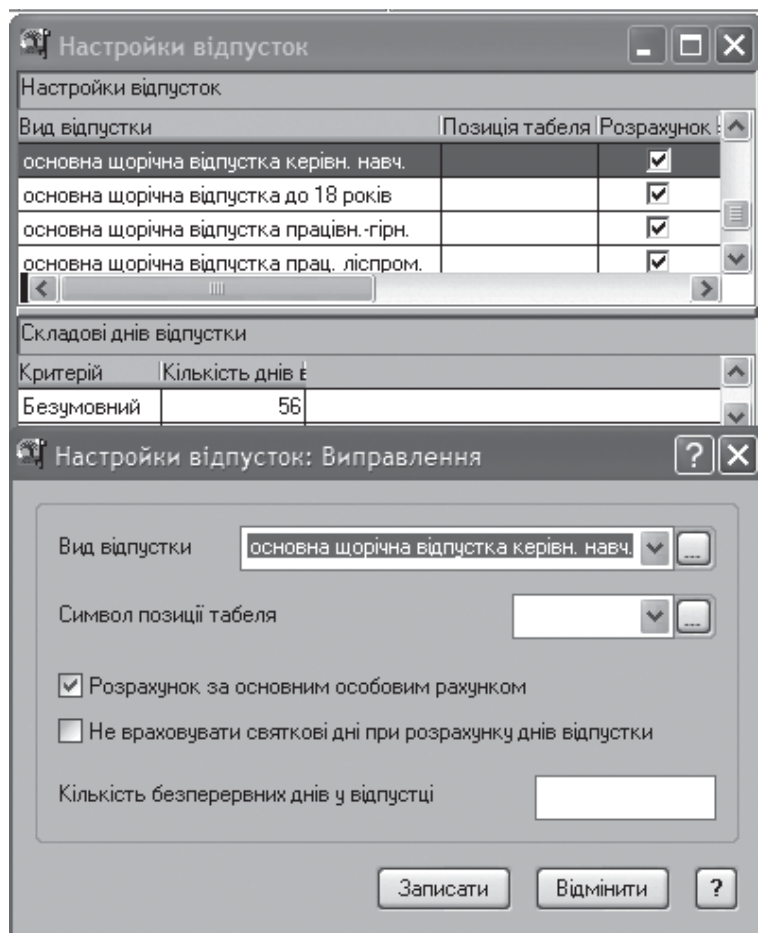 Настройки відпусток
Настройки відпусток
Вид відпустки Позиція табеля Розрахунок
основна щорічна відпустка керівн. навч.
основна щорічна відпустка до 18 років
основна щорічна відпустка працівн.-гірн.
основна щорічна відпустка прац. ліспром.
Складові днів відпустки
Критерій Кількість днів в
Безумовний 56
Настройки відпусток: Виправлення
Вид відпустки основна щорічна відпустка керівн. навч.
Символ позиції табеля
Розрахунок за основним особовим рахунком
Не враховувати святкові дні при розрахунку днів відпустки
Кількість безперервних днів у відпустці
Записати Відмінити ?